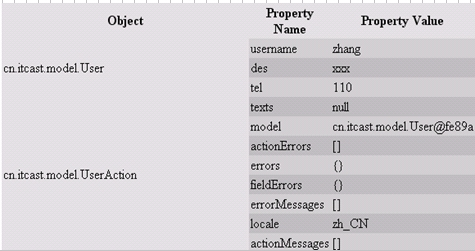 Object Property Name Property Value
cn.itcast.model.User username zhang
des xxx
tel 110
cn.itcast.model.UserAction texts null
model cn.itcast.model.User@fe89a
actionErrors []
errors {}
fieldErrors {}
errorMessages []
locale zh_CN
actionMessages []